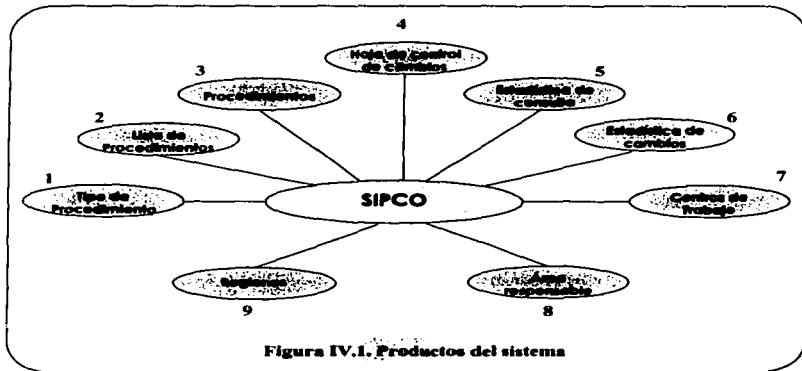 4
Hoja de control
de cambios
3
Procedimientos
5
Estadística de
consulta
2
Lista de
Procedimientos
6
Estadística de
cambios
1
Tipo de
Procedimiento
SIPCO
7
Centros de
Trabajo
Regiones
9
Área
responsable
8
Figura IV.1. Productos del sistema